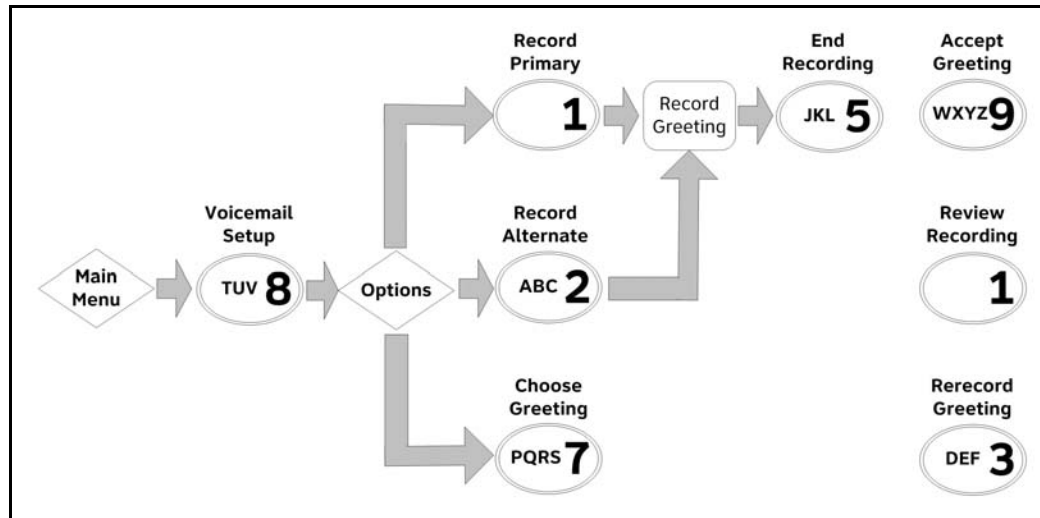 Record
Primary
1
Record
Greeting
End
Recording
JKL 5
Accept
Greeting
WXYZ 9
Main
Menu
Voicemail
Setup
TUV 8
Options
Record
Alternate
ABC 2
Review
Recording
1
Choose
Greeting
PQRS 7
Rerecord
Greeting
DEF 3